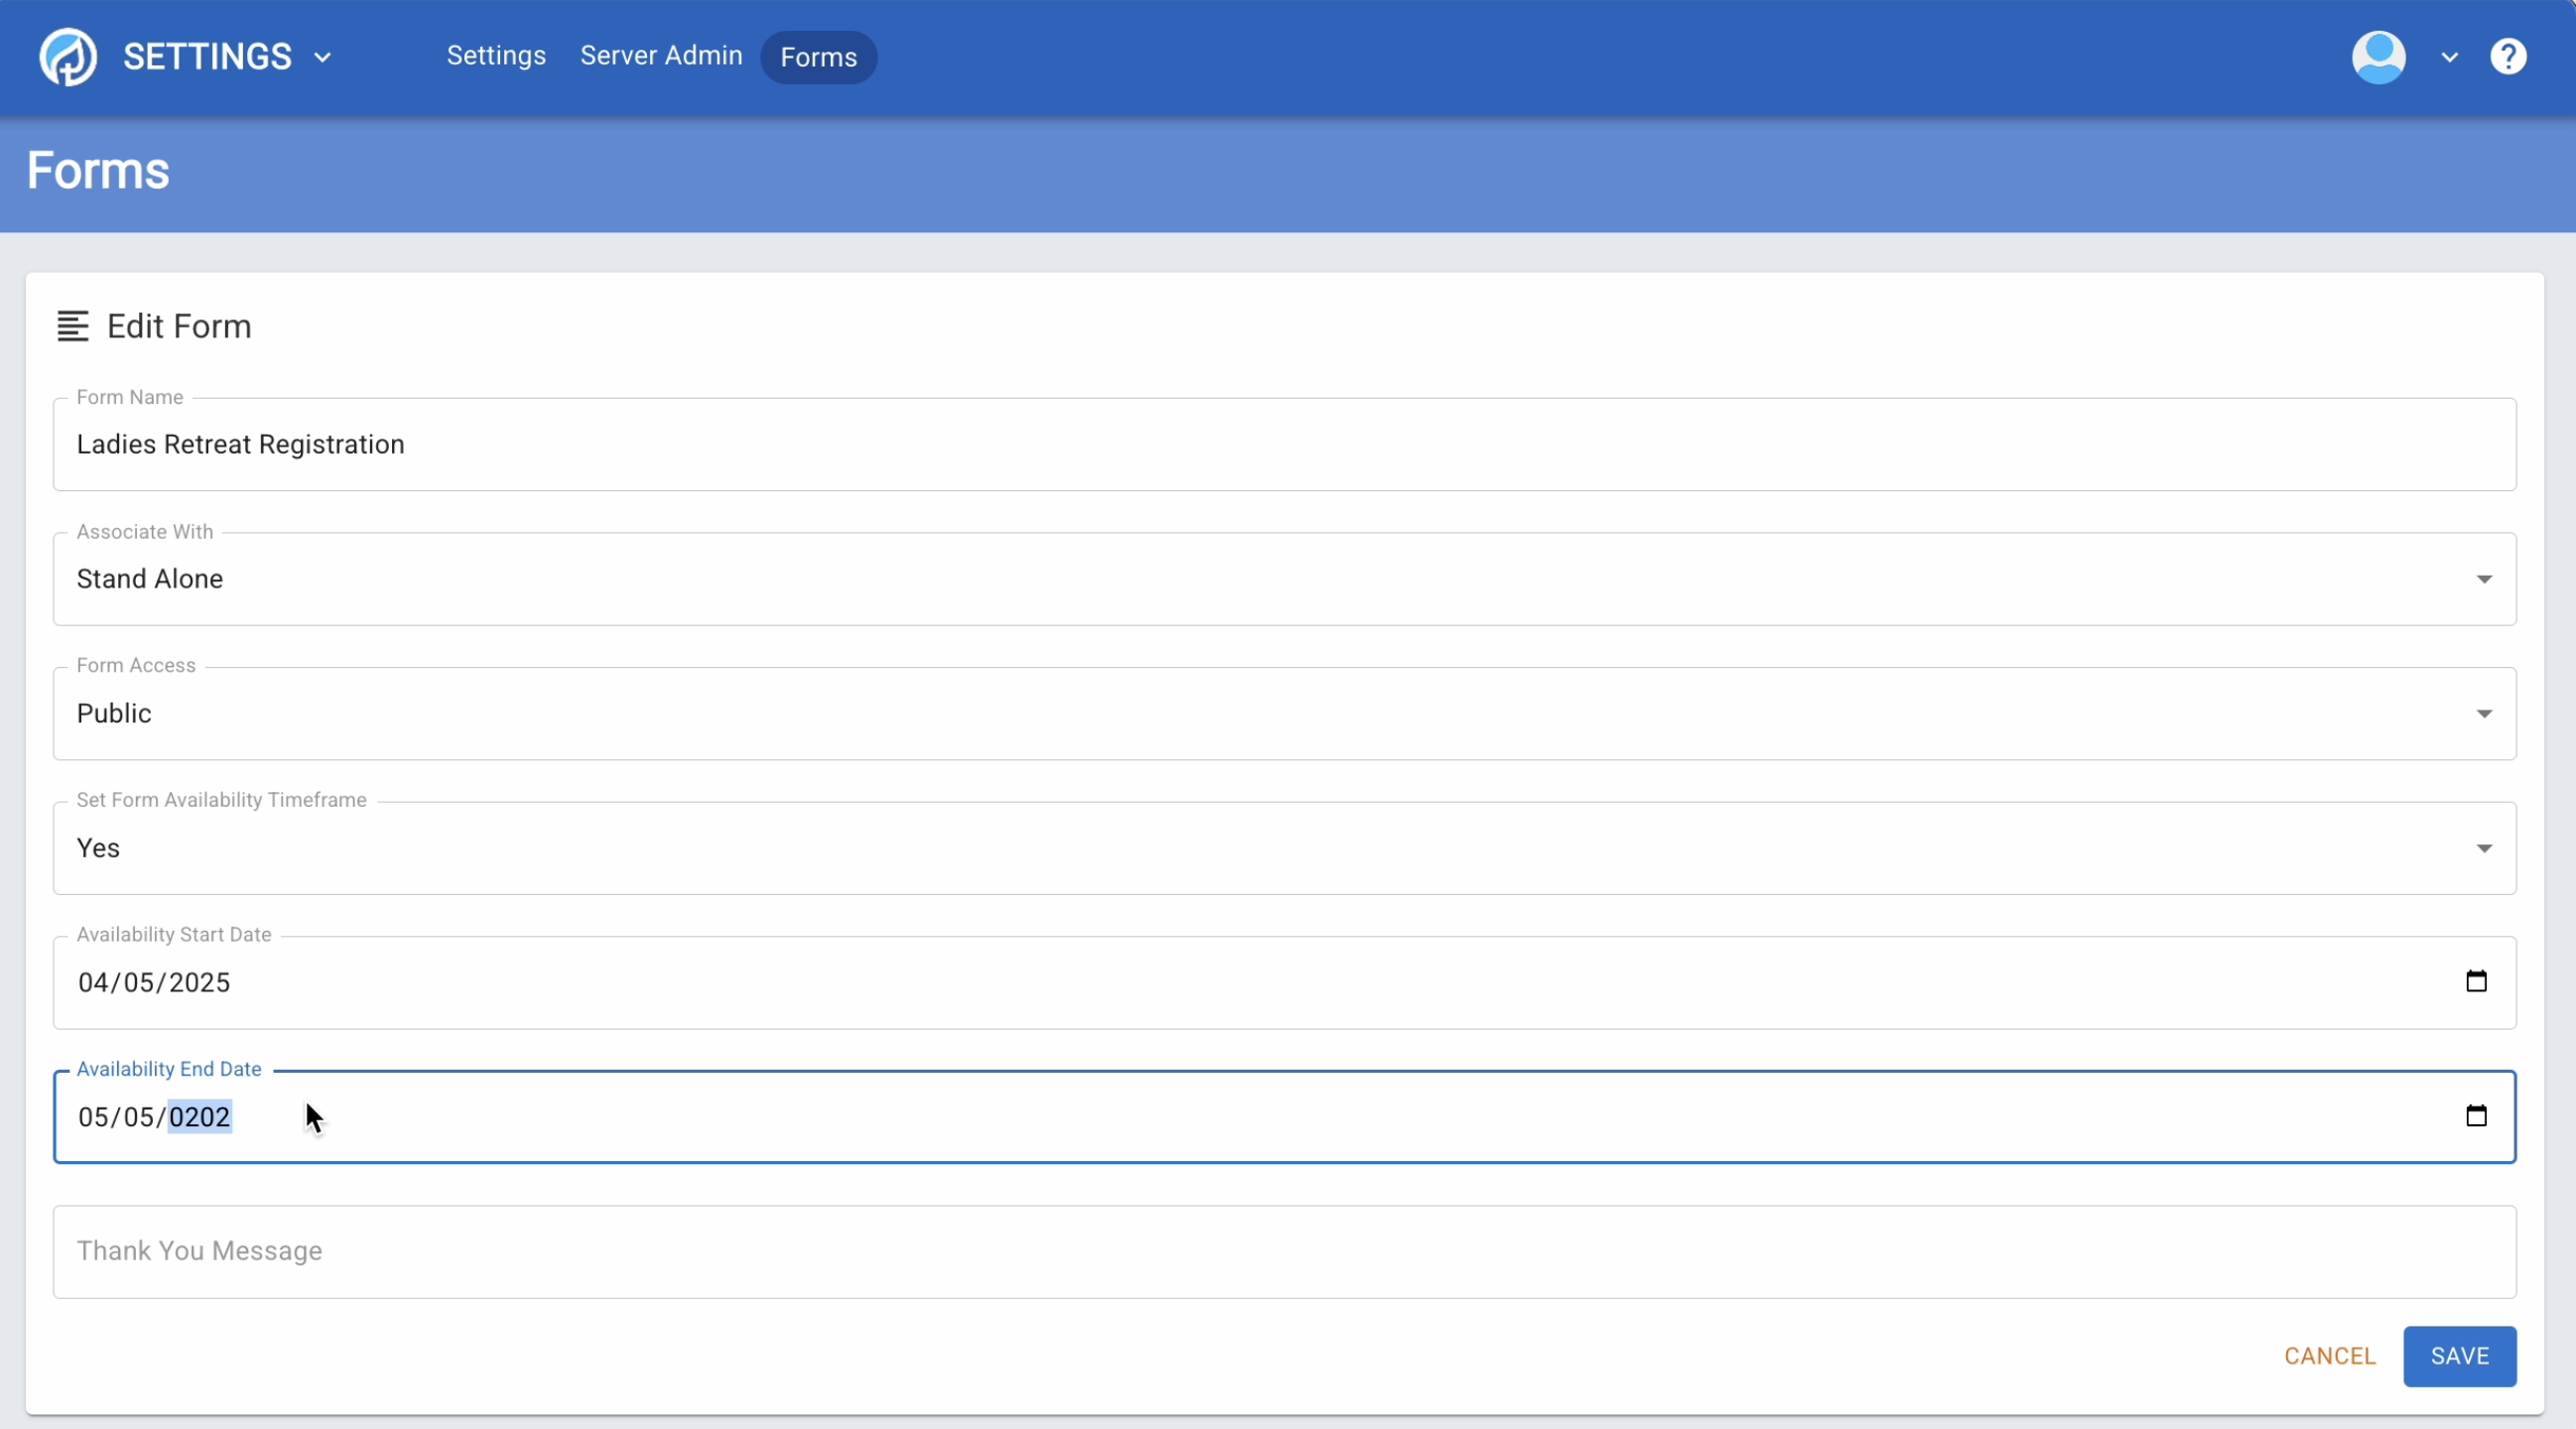 SETTINGS
Settings
Server Admin
Forms
?
Forms
Edit Form
Form Name
Ladies Retreat Registration
Associate With
Stand Alone
Form Access
Public
Set Form Availability Timeframe
Yes
Availability Start Date
04/05/2025
Availability End Date
05/05/0202
Thank You Message
CANCEL
SAVE